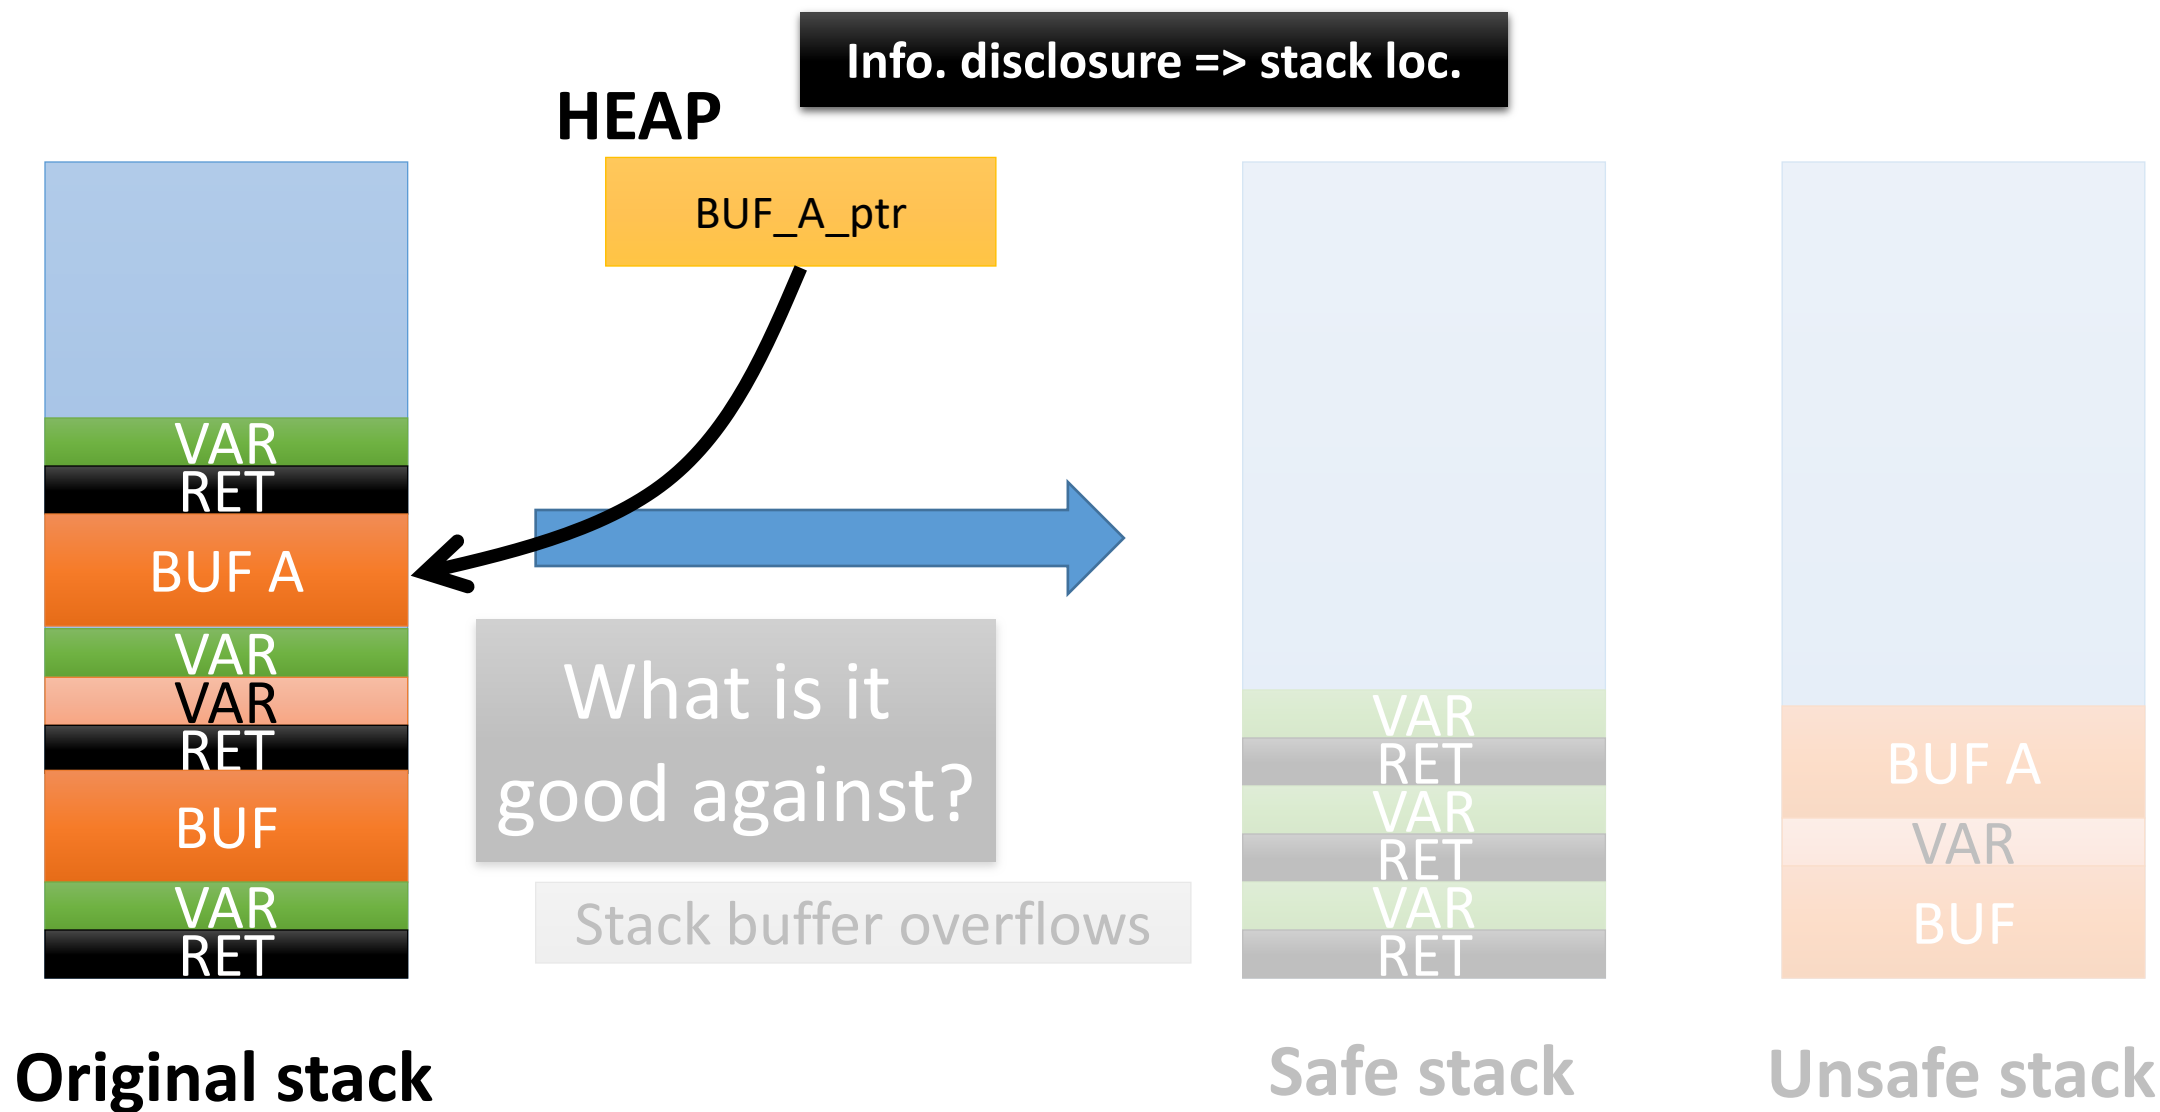 Info. disclosure => stack loc.
HEAP
BUF_A_ptr
VAR
RET
BUF A
VAR
VAR
RET
BUF
VAR
RET
Original stack
What is it
good against?
Stack buffer overflows
VAR
RET
VAR
RET
VAR
RET
Safe stack
BUF A
VAR
BUF
Unsafe stack